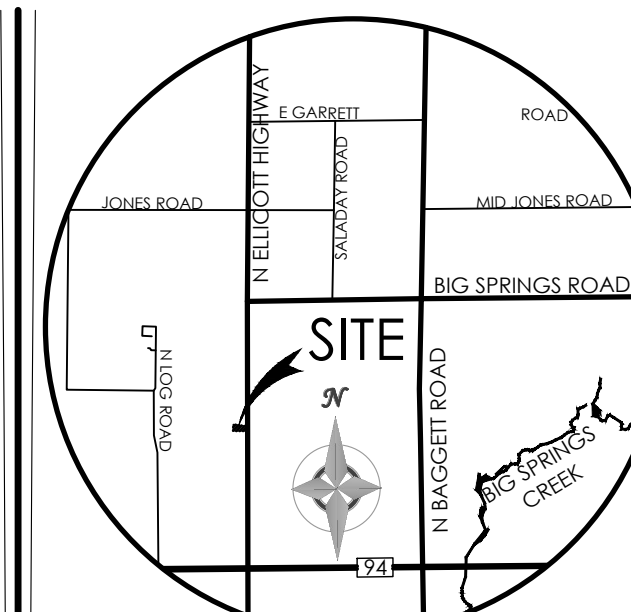 N ELLICOTT HIGHWAY
E GARRETT
ROAD
SALADAY ROAD
JONES ROAD
MID JONES ROAD
BIG SPRINGS ROAD
SITE
N
N LOG ROAD
N BAGGETT ROAD
BIG SPRINGS
CREEK
94